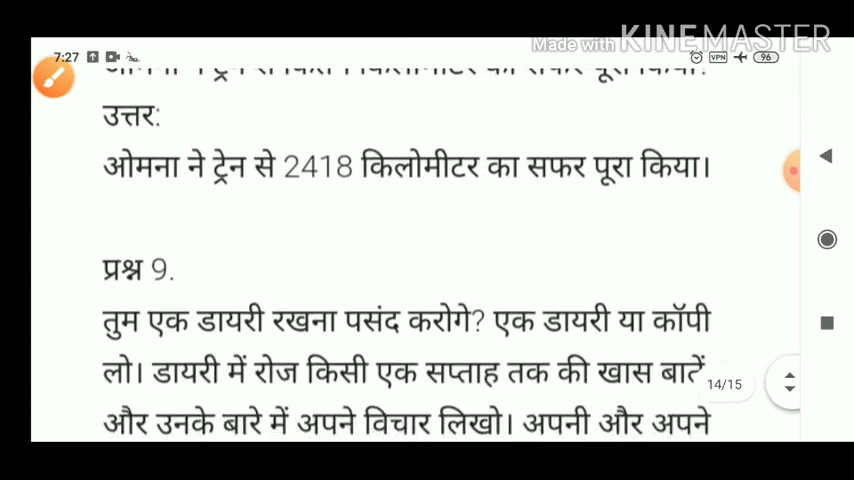 Made with KINEMASTER
7:27
VPN
96
उत्तर:
ओमना ने ट्रेन से 2418 किलोमीटर का सफर पूरा किया।
प्रश्न 9.
तुम एक डायरी रखना पसंद करोगे? एक डायरी या कॉपी
लो। डायरी में रोज किसी एक सप्ताह तक की खास बातें
14/15
और उनके बारे में अपने विचार लिखो। अपनी और अपने